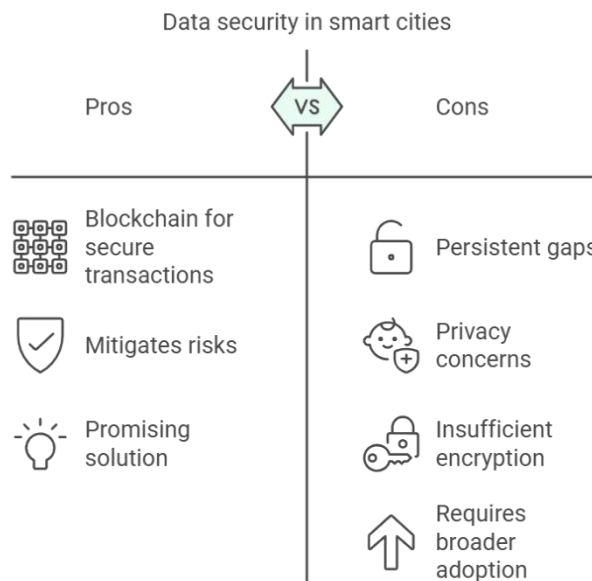 Data security in smart cities
Pros
VS
Cons
Blockchain for
secure
transactions
Mitigates risks
Promising
solution
Persistent gaps
Privacy
concerns
Insufficient
encryption
Requires
broader
adoption